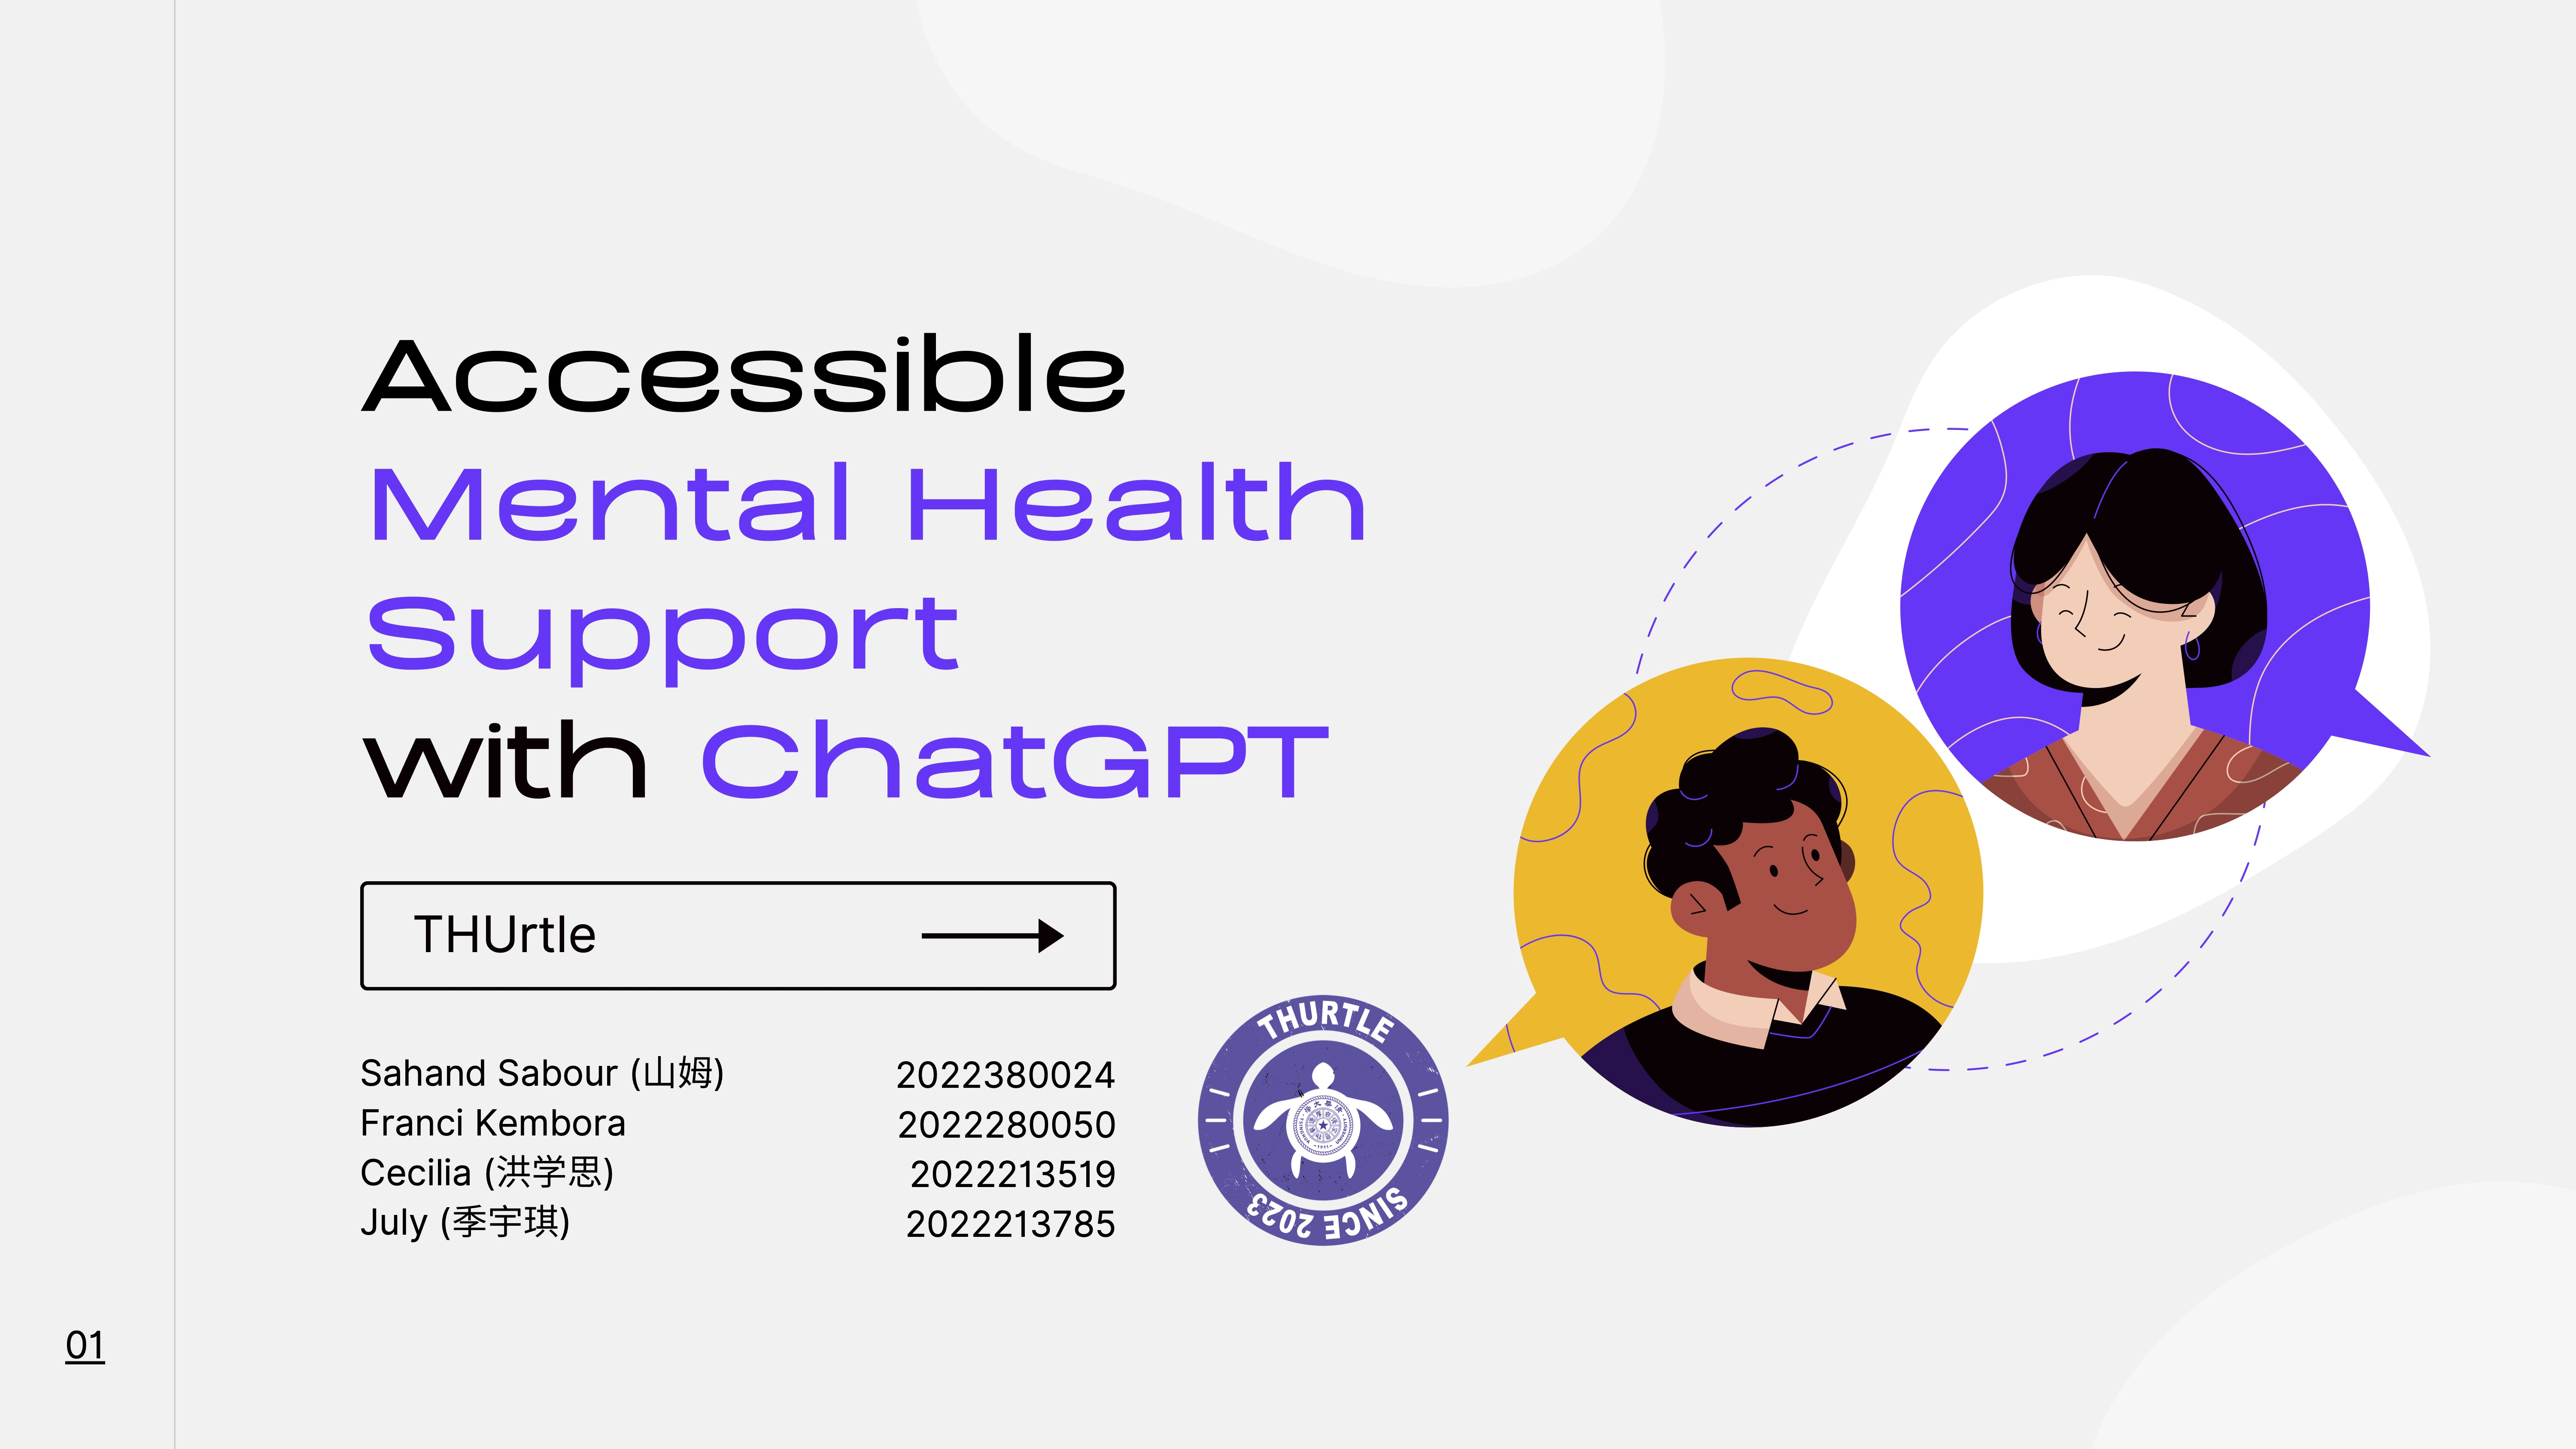 Accessible
Mental Health
Support
with ChatGPT
THUrtle
Sahand Sabour (山姆) 2022380024
Franci Kembora 2022280050
Cecilia (洪学思) 2022213519
July (季宇琪) 2022213785
THURTLE
SINCE 2023
01